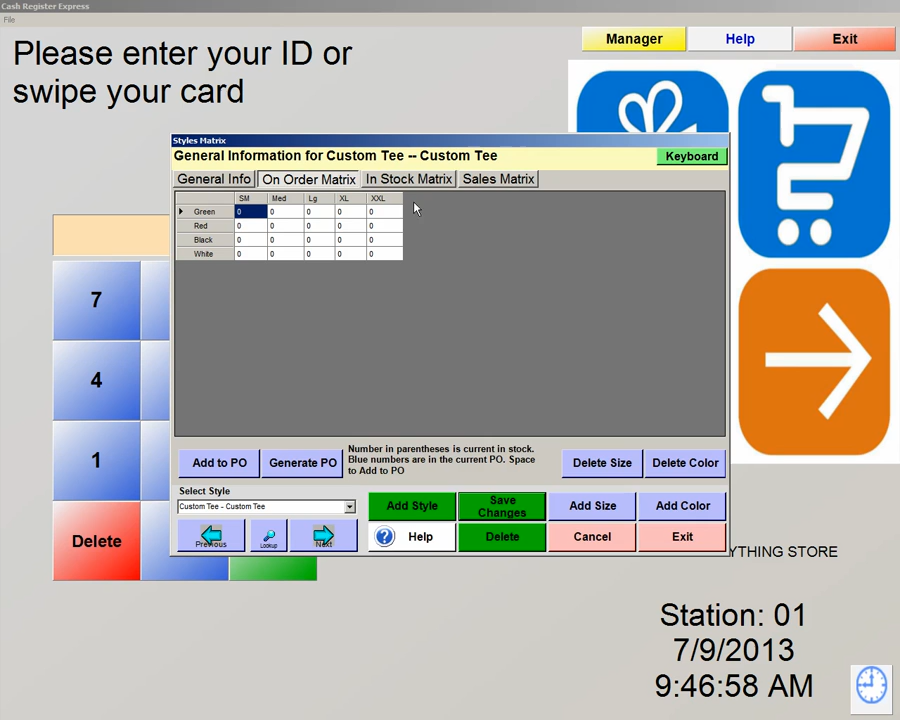 Cash Register Express
File
Please enter your ID or
swipe your card
Manager
Help
Exit
Styles Matrix
General Information for Custom Tee -- Custom Tee
Keyboard
General Info
On Order Matrix
In Stock Matrix
Sales Matrix
SM Med Lg XL XXL
Green 0 0 0 0 0
Red 0 0 0 0 0
Black 0 0 0 0 0
White 0 0 0 0 0
7
4
1
Delete
Add to PO
Generate PO
Number in parentheses is current in stock.
Blue numbers are in the current PO. Space
to Add to PO
Delete Size
Delete Color
Select Style
Custom Tee - Custom Tee
Add Style
Save
Changes
Add Size
Add Color
Previous
Lookup
Next
Help
Delete
Cancel
Exit
YTHING STORE
Station: 01
7/9/2013
9:46:58 AM